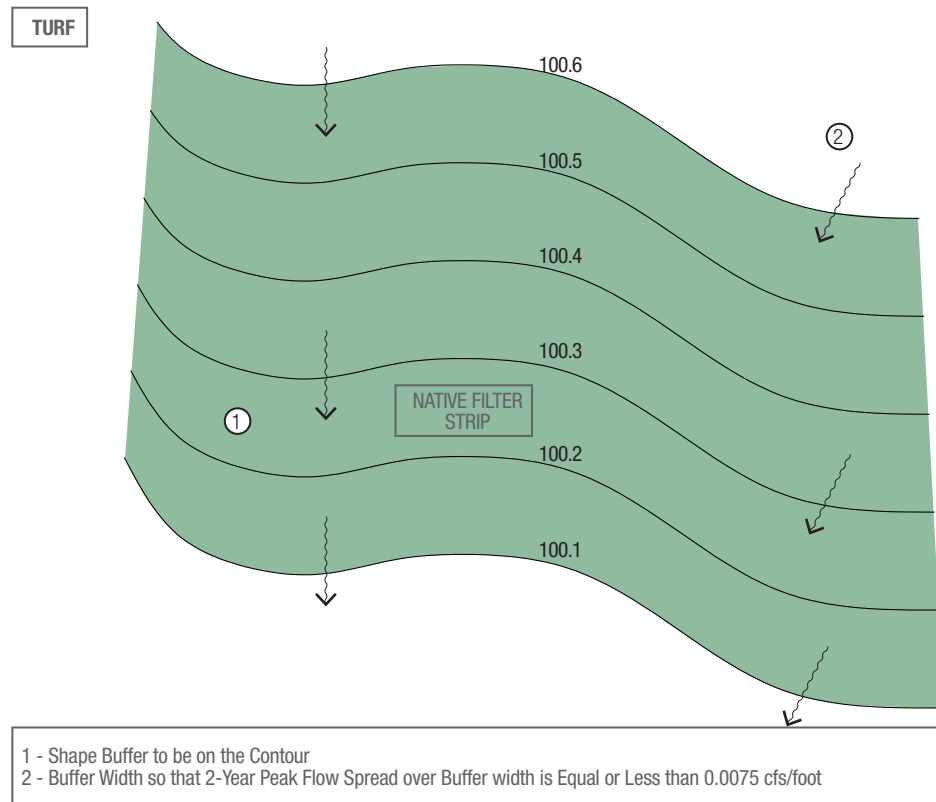 TURF
100.6
2
100.5
100.4
100.3
NATIVE FILTER
STRIP
1
100.2
100.1
1 - Shape Buffer to be on the Contour
2 - Buffer Width so that 2-Year Peak Flow Spread over Buffer width is Equal or Less than 0.0075 cfs/foot